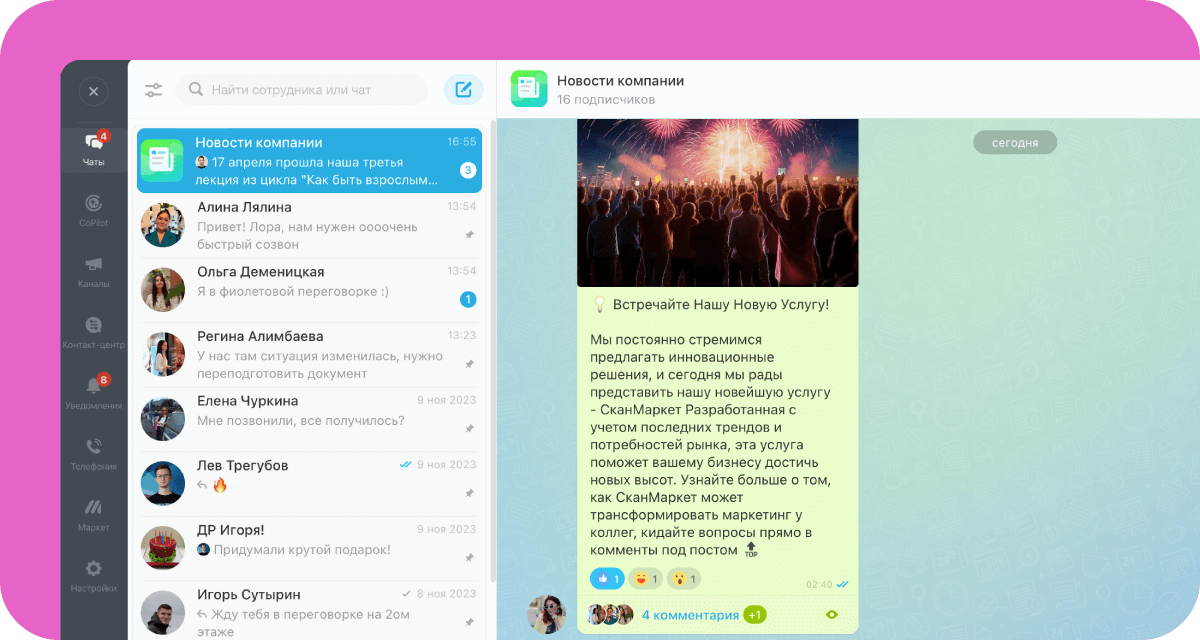 4
Чаты
CoPilot
Каналы
Контакт-центр
8
Уведомления
Телефония
Маркет
Настройки
Найти сотрудника или чат
Новости компании 16:55
17 апреля прошла наша третья
лекция из цикла "Как быть взрослым...
3
Алина Лялина 13:54
Привет! Лора, нам нужен оооочень
быстрый созвон
Ольга Деменицкая 13:54
Я в фиолетовой переговорке :)
1
Регина Алимбаева 13:23
У нас там ситуация изменилась, нужно
переподготовить документ
Елена Чуркина 9 ноя 2023
Мне позвонили, все получилось?
Лев Трегубов 9 ноя 2023
ДР Игоря! 9 ноя 2023
Придумали крутой подарок!
Игорь Сутырин 8 ноя 2023
Жду тебя в переговорке на 2ом
этаже
Новости компании
16 подписчиков
сегодня
Встречайте Нашу Новую Услугу!
Мы постоянно стремимся
предлагать инновационные
решения, и сегодня мы рады
представить нашу новейшую услугу
- СканМаркет Разработанная с
учетом последних трендов и
потребностей рынка, эта услуга
поможет вашему бизнесу достичь
новых высот. Узнайте больше о том,
как СканМаркет может
трансформировать маркетинг у
коллег, кидайте вопросы прямо в
комменты под постом TOP
1 1 1
02:40
4 комментария +1